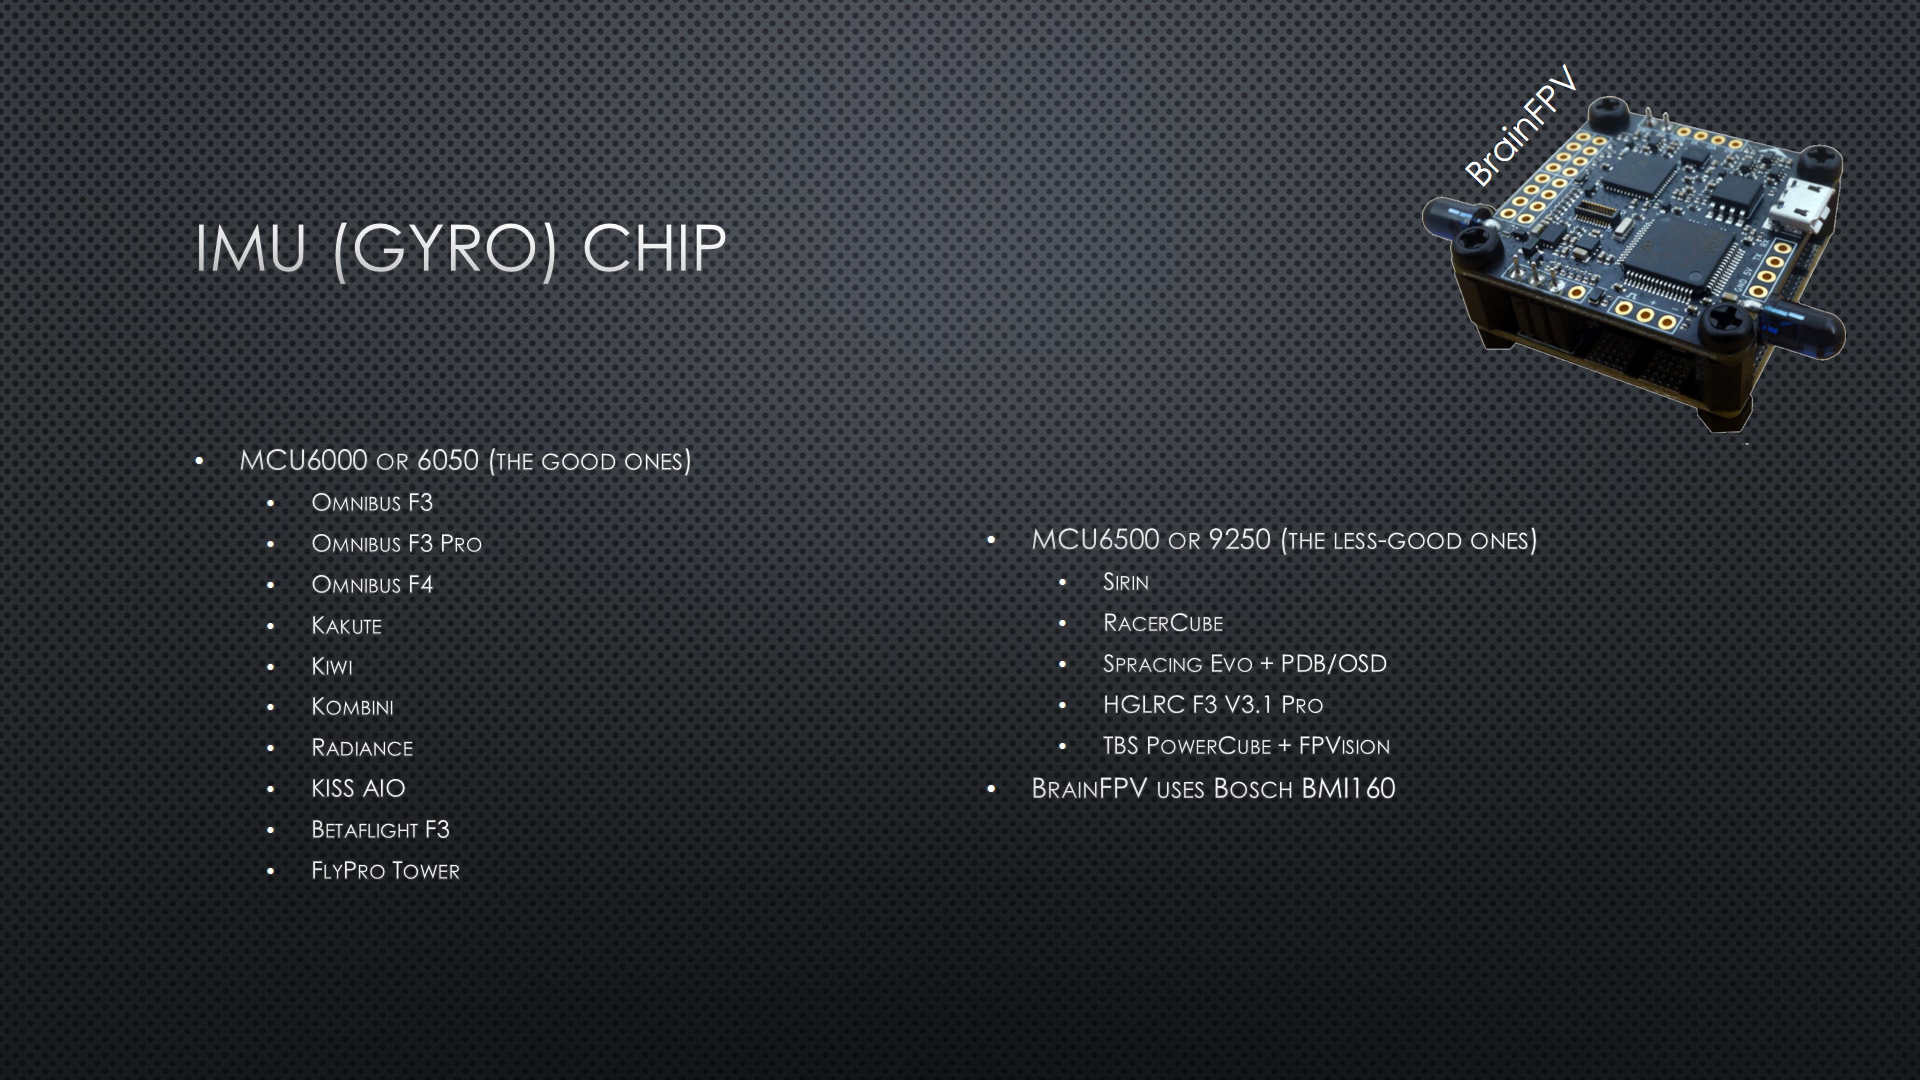 BrainFPV
IMU (GYRO) CHIP
MCU6000 OR 6050 (THE GOOD ONES)
OMNIBUS F3
OMNIBUS F3 PRO
OMNIBUS F4
KAKUTE
KIWI
KOMBINI
RADIANCE
KISS AIO
BETAFLIGHT F3
FLYPRO TOWER
MCU6500 OR 9250 (THE LESS-GOOD ONES)
SIRIN
RACERCUBE
SPRACING EVO + PDB/OSD
HGLRC F3 V3.1 PRO
TBS POWERCUBE + FPVISION
BRAINFPV USES BOSCH BMI160